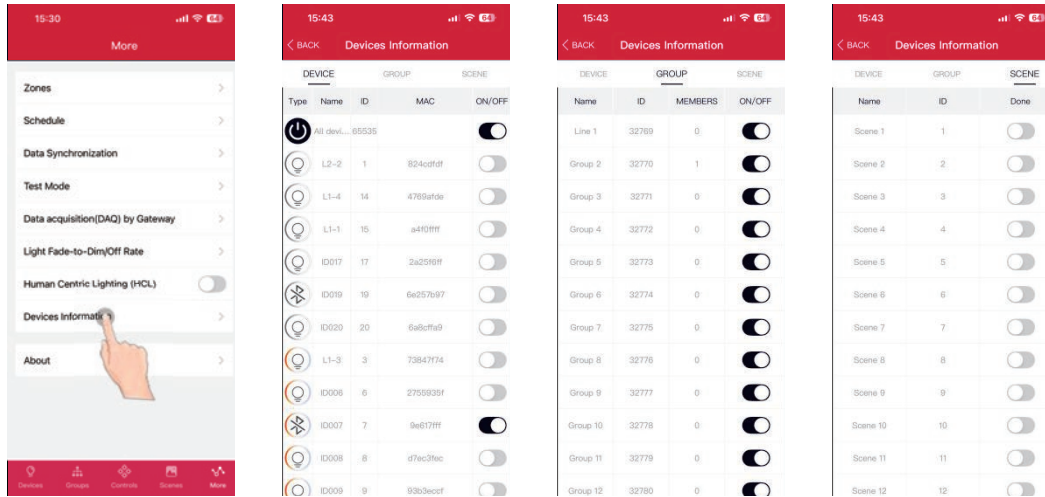 15:30
64
More
Zones
Schedule
Data Synchronization
Test Mode
Data acquisition(DAQ) by Gateway
Light Fade-to-Dim/Off Rate
Human Centric Lighting (HCL)
Devices Information
About
Devices Groups Controls Scenes More
15:43
64
BACK Devices Information
DEVICE GROUP SCENE
Type Name ID MAC ON/OFF
All devi... 65535
L2-2 1 824cdfdf
L1-4 14 4769afde
L1-1 15 a4f0ffff
ID017 17 2a25f6ff
ID019 19 6e257b97
ID020 20 6a8cffa9
L1-3 3 73847f74
ID006 6 2755935f
ID007 7 9e617fff
ID008 8 d7ec3fec
ID009 9 93b3eccf
15:43
64
BACK Devices Information
DEVICE GROUP SCENE
Name ID MEMBERS ON/OFF
Line 1 32769 0
Group 2 32770 1
Group 3 32771 0
Group 4 32772 0
Group 5 32773 0
Group 6 32774 0
Group 7 32775 0
Group 8 32776 0
Group 9 32777 0
Group 10 32778 0
Group 11 32779 0
Group 12 32780 0
15:43
64
BACK Devices Information
DEVICE GROUP SCENE
Name ID Done
Scene 1 1
Scene 2 2
Scene 3 3
Scene 4 4
Scene 5 5
Scene 6 6
Scene 7 7
Scene 8 8
Scene 9 9
Scene 10 10
Scene 11 11
Scene 12 12